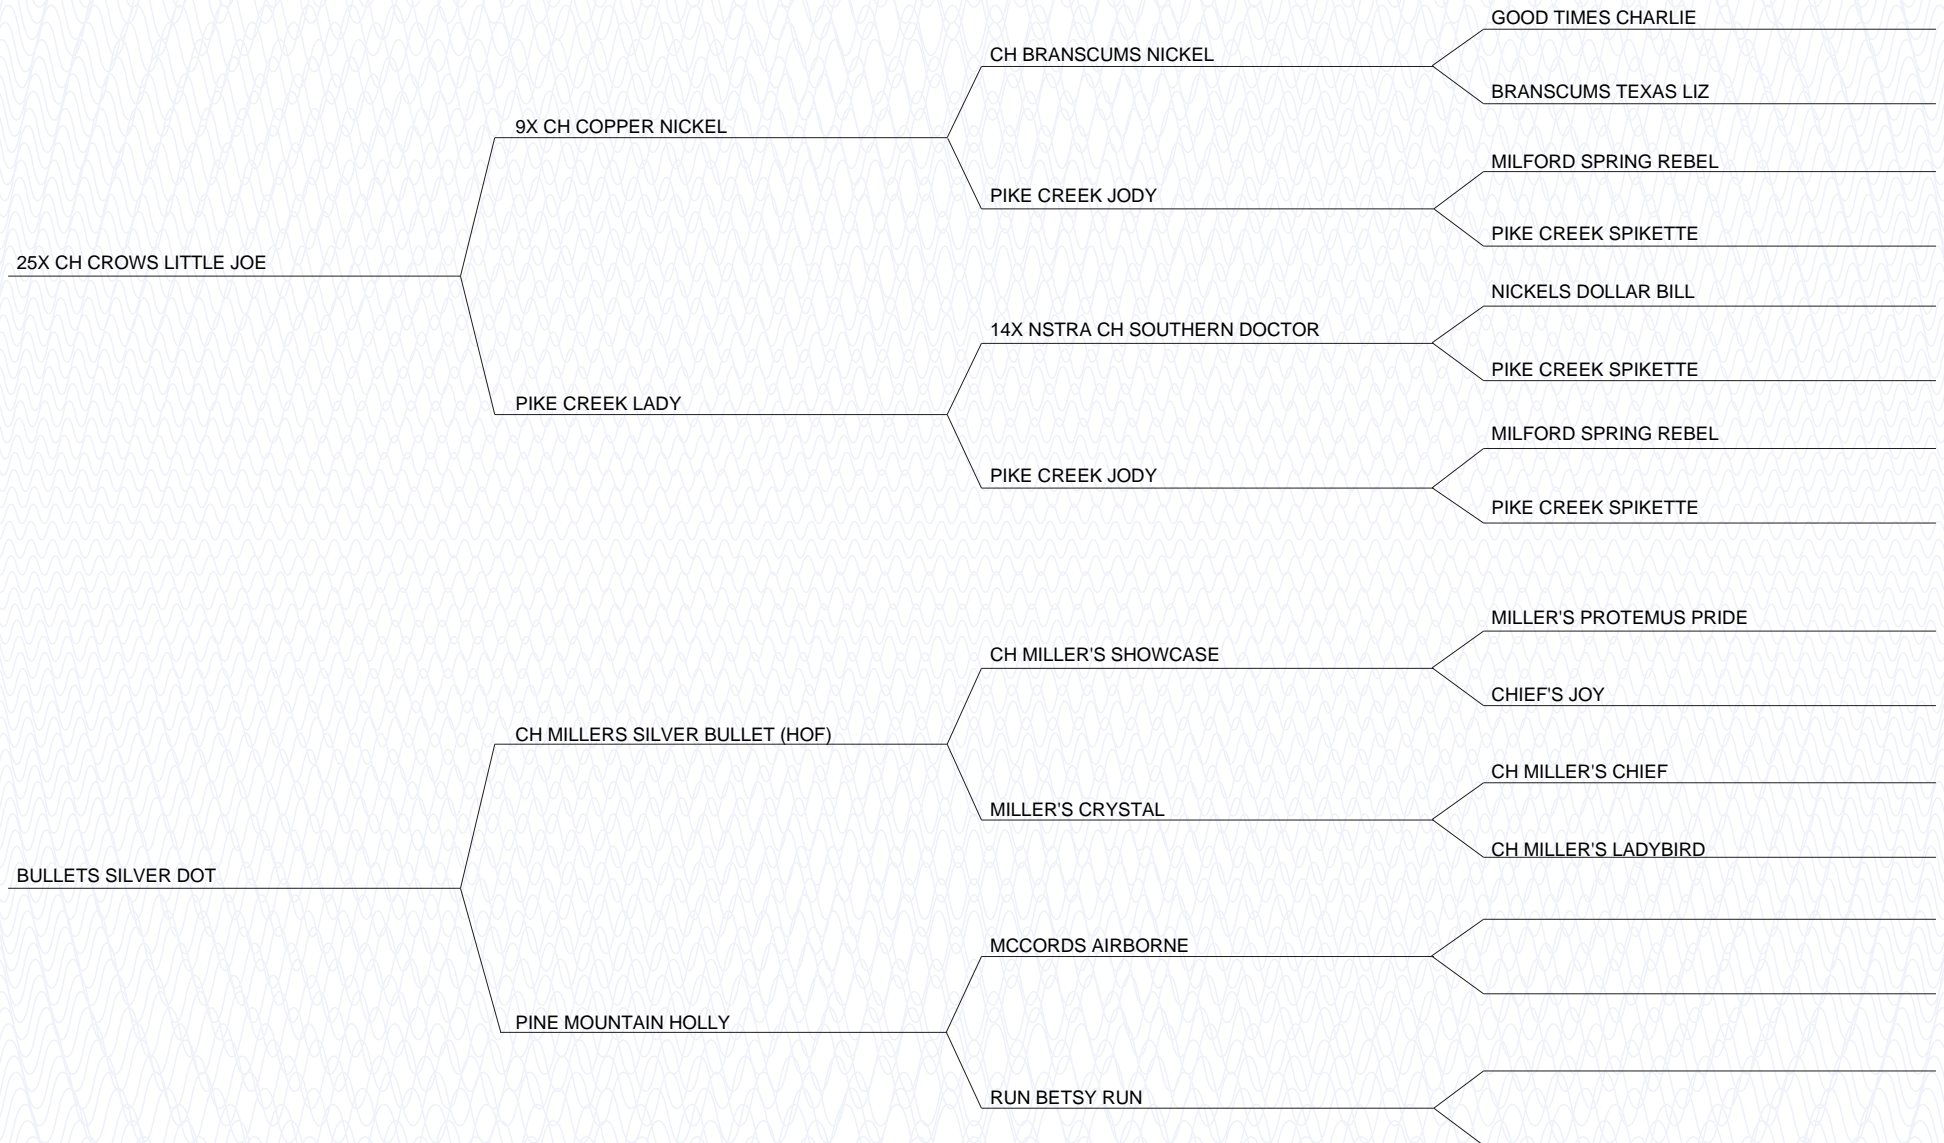 GOOD TIMES CHARLIE
CH BRANSCUMS NICKEL
BRANSCUMS TEXAS LIZ
9X CH COPPER NICKEL
MILFORD SPRING REBEL
PIKE CREEK JODY
PIKE CREEK SPIKETTE
25X CH CROWS LITTLE JOE
NICKELS DOLLAR BILL
14X NSTRA CH SOUTHERN DOCTOR
PIKE CREEK SPIKETTE
PIKE CREEK LADY
MILFORD SPRING REBEL
PIKE CREEK JODY
PIKE CREEK SPIKETTE
MILLER'S PROTEMUS PRIDE
CH MILLER'S SHOWCASE
CHIEF'S JOY
CH MILLERS SILVER BULLET (HOF)
CH MILLER'S CHIEF
MILLER'S CRYSTAL
CH MILLER'S LADYBIRD
BULLETS SILVER DOT
MCCORDS AIRBORNE
PINE MOUNTAIN HOLLY
RUN BETSY RUN